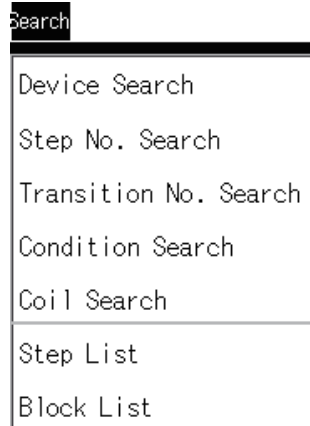 Search
Device Search
Step No. Search
Transition No. Search
Condition Search
Coil Search
Step List
Block List